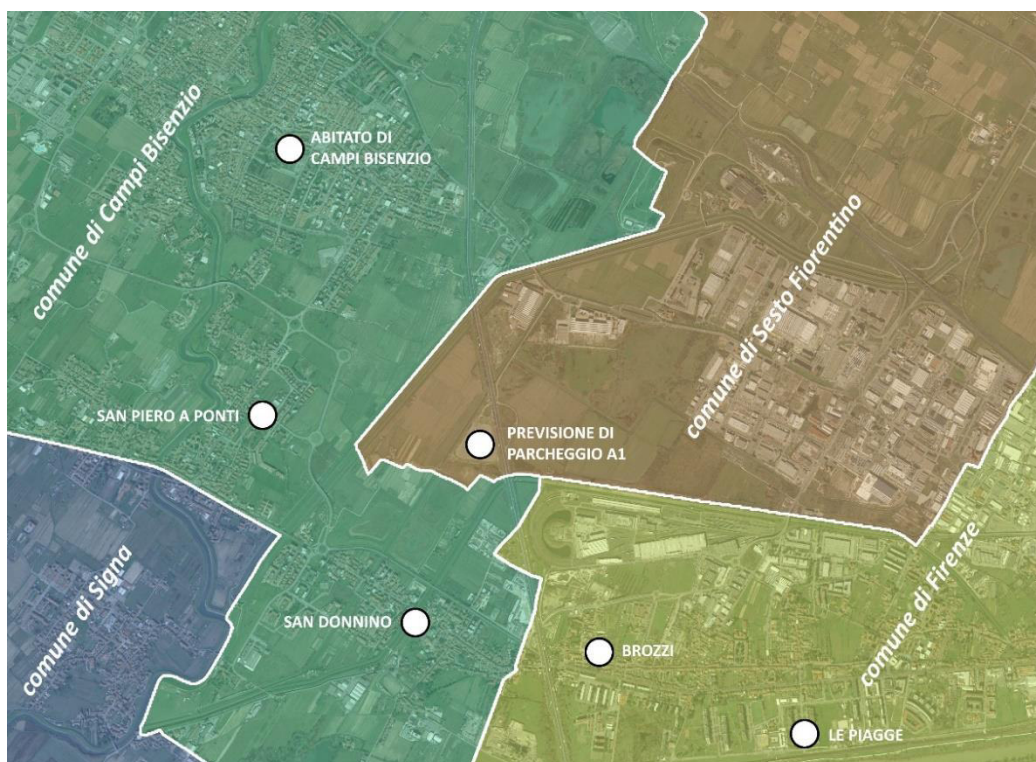 comune di Campi Bisenzio
ABITATO DI
CAMPI BISENZIO
comune di Sesto Fiorentino
SAN PIERO A PONTI
PREVISIONE DI
PARCHEGGIO A1
comune di Signa
comune di Firenze
SAN DONNINO
BROZZI
LE PIAGGE